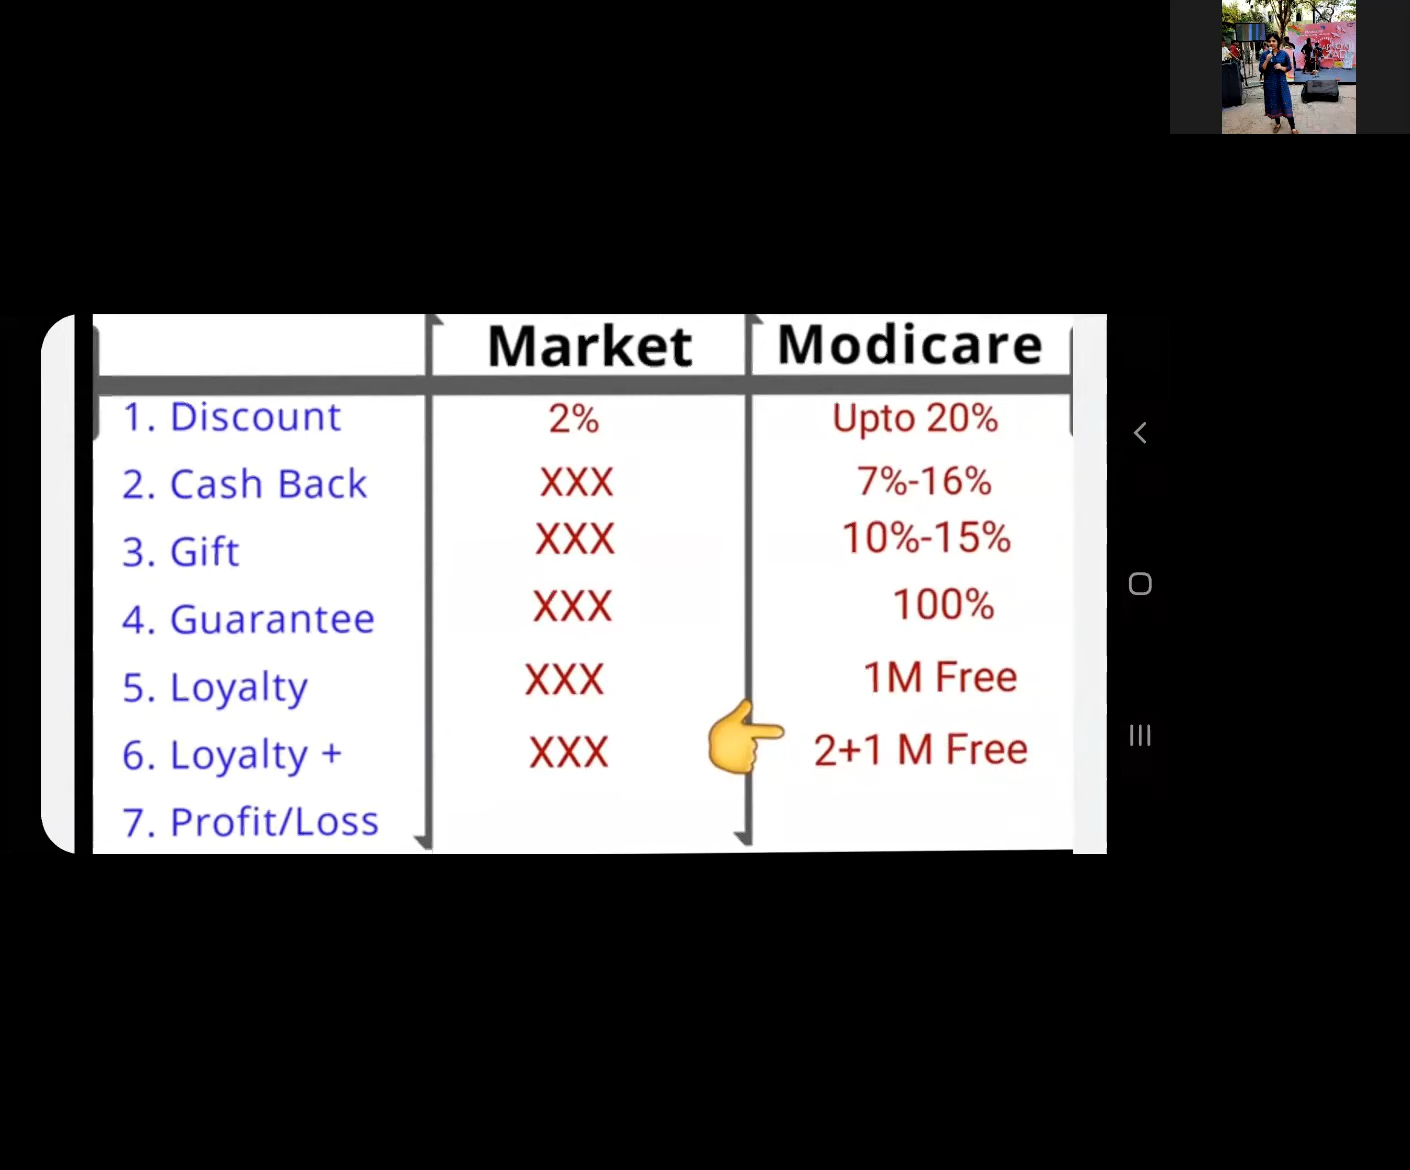 Market Modicare
1. Discount 2% Upto 20%
2. Cash Back XXX 7%-16%
3. Gift XXX 10%-15%
4. Guarantee XXX 100%
5. Loyalty XXX 1M Free
6. Loyalty + XXX 2+1 M Free
7. Profit/Loss